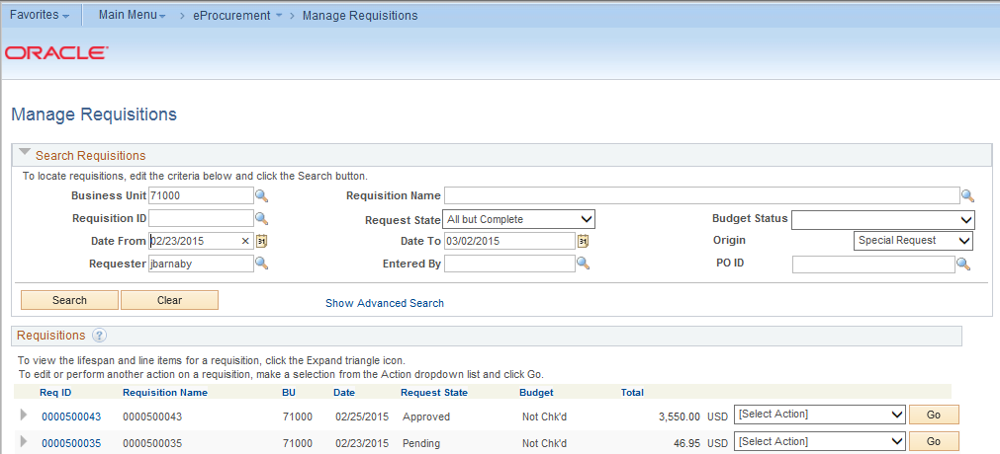 Favorites Main Menu > eProcurement > Manage Requisitions
ORACLE
Manage Requisitions
Search Requisitions
To locate requisitions, edit the criteria below and click the Search button.
Business Unit 71000 Requisition Name
Requisition ID Request State All but Complete Budget Status
Date From 02/23/2015 × 31 Date To 03/02/2015 31 Origin Special Request
Requester jbarnaby Entered By PO ID
Search Clear Show Advanced Search
Requisitions ?
To view the lifespan and line items for a requisition, click the Expand triangle icon.
To edit or perform another action on a requisition, make a selection from the Action dropdown list and click Go.
Req ID Requisition Name BU Date Request State Budget Total
0000500043 0000500043 71000 02/25/2015 Approved Not Chk'd 3,550.00 USD [Select Action] Go
0000500035 0000500035 71000 02/23/2015 Pending Not Chk'd 46.95 USD [Select Action] Go